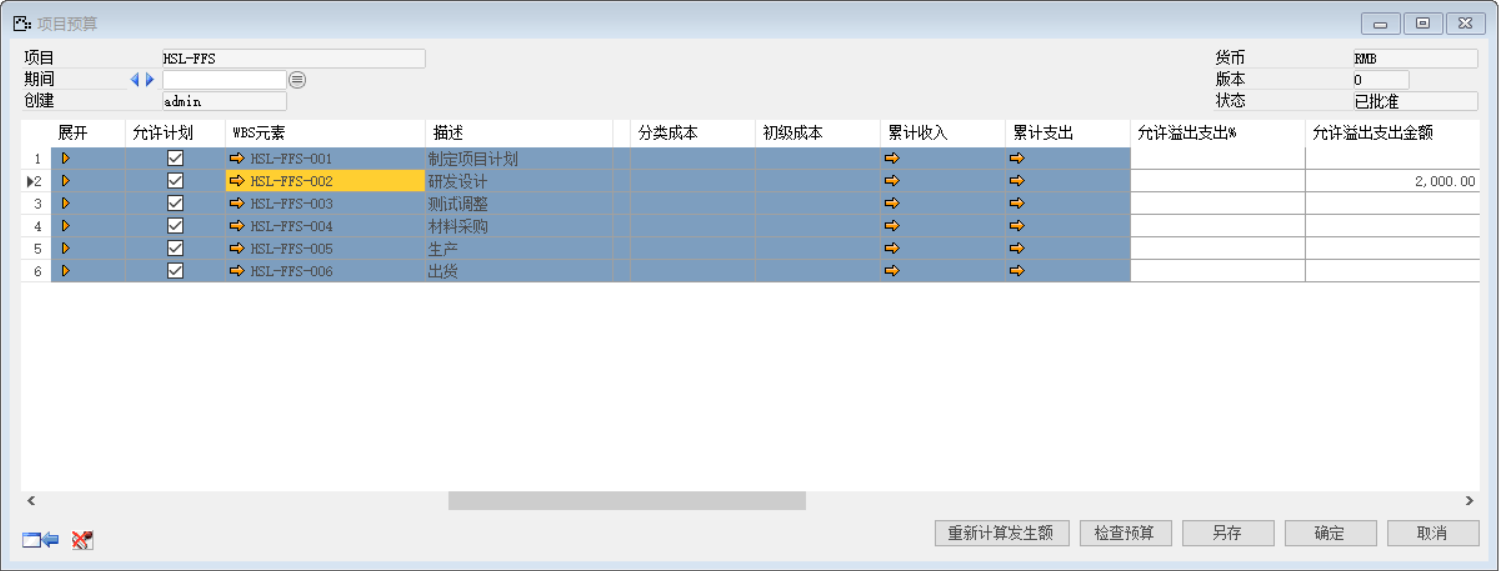 项目预算
项目 HSL-FFS 货币 RMB
期间 版本 0
创建 admin 状态 已批准
展开 允许计划 WBS元素 描述 分类成本 初级成本 累计收入 累计支出 允许溢出支出% 允许溢出支出金额
1 HSL-FFS-001 制定项目计划
2 HSL-FFS-002 研发设计 2,000.00
3 HSL-FFS-003 测试调整
4 HSL-FFS-004 材料采购
5 HSL-FFS-005 生产
6 HSL-FFS-006 出货
重新计算发生额 检查预算 另存 确定 取消